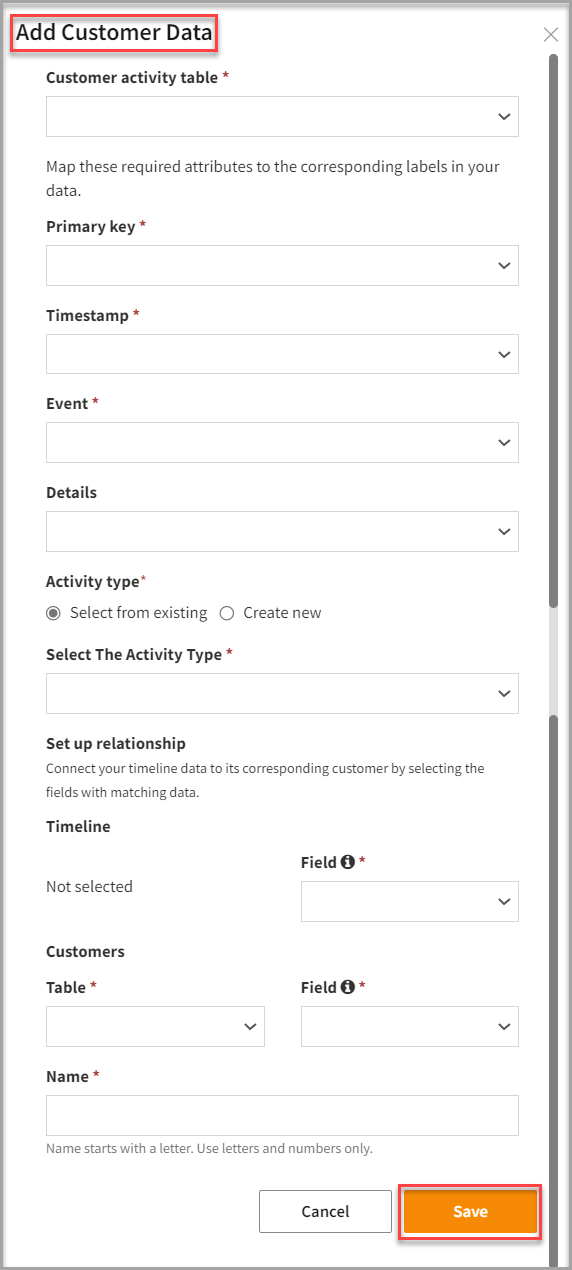 Add Customer Data
Customer activity table *
Map these required attributes to the corresponding labels in your
data.
Primary key *
Timestamp *
Event *
Details
Activity type*
Select from existing Create new
Select The Activity Type *
Set up relationship
Connect your timeline data to its corresponding customer by selecting the
fields with matching data.
Timeline
Field *
Not selected
Customers
Table * Field *
Name *
Name starts with a letter. Use letters and numbers only.
Cancel Save